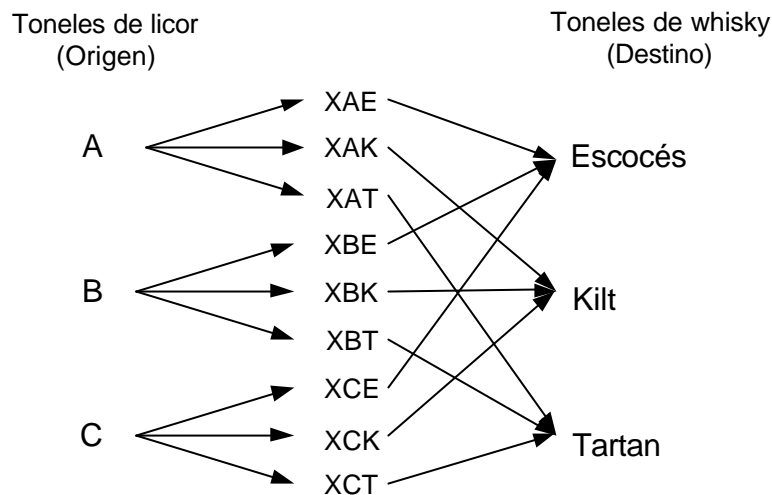 Toneles de licor
(Origen)
Toneles de whisky
(Destino)
A
B
C
XAE
XAK
XAT
XBE
XBK
XBT
XCE
XCK
XCT
Escocés
Kilt
Tartan